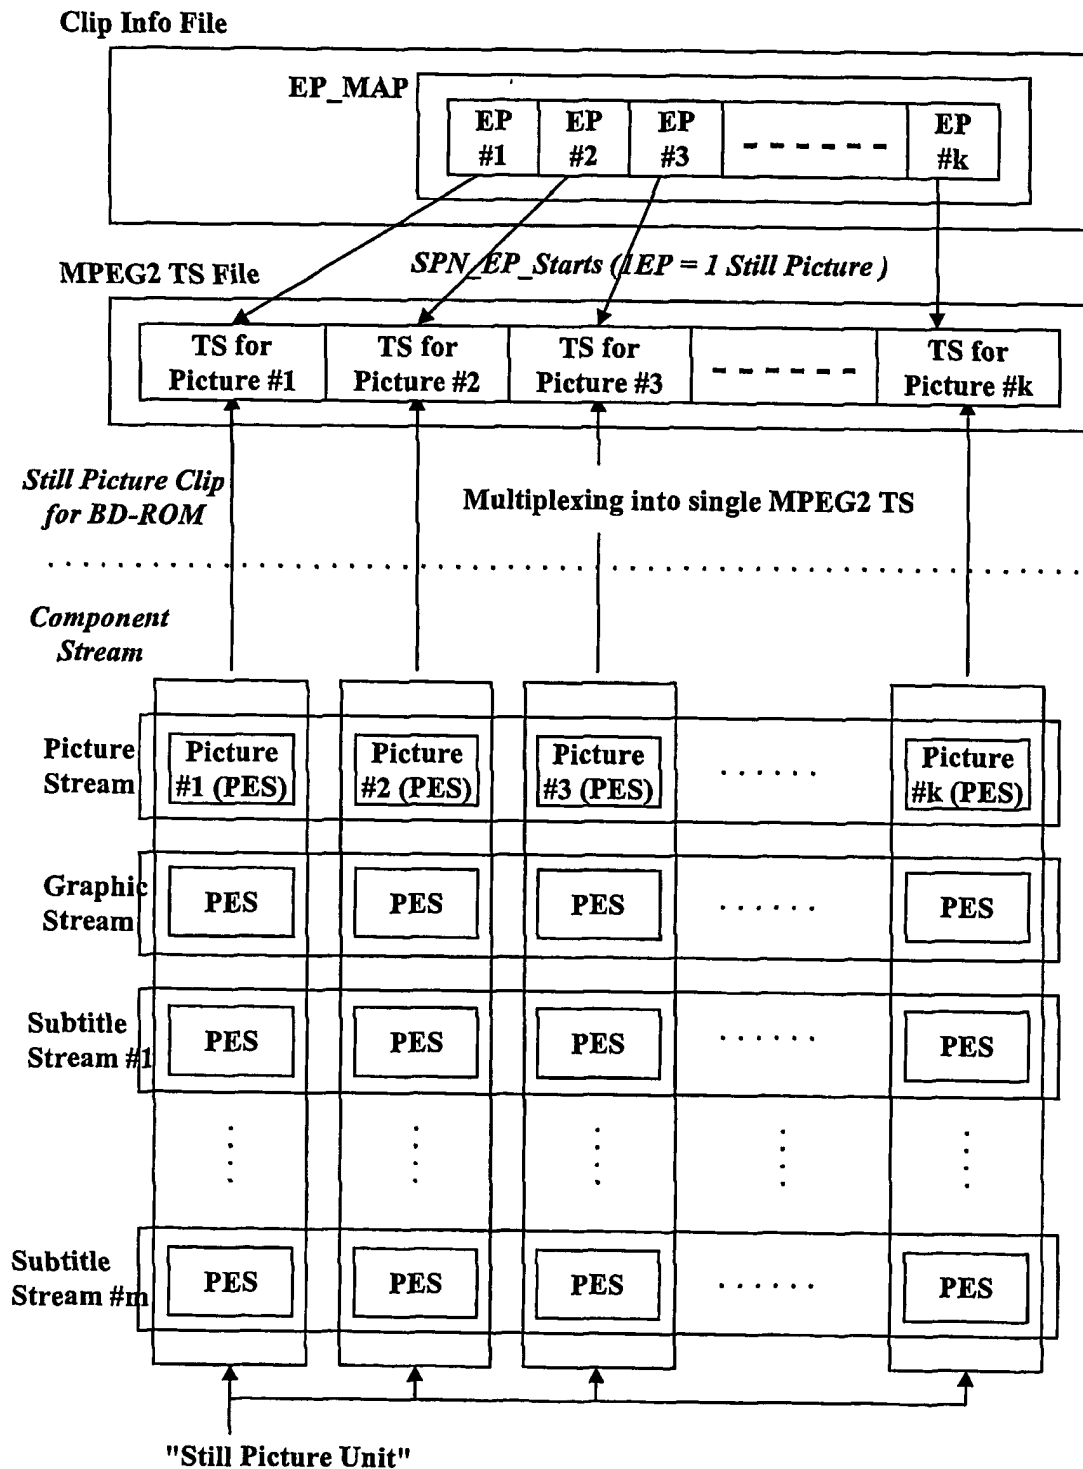 Clip Info File
EP_MAP
EP #1
EP #2
EP #3
EP #k
SPN_EP_Starts (1EP = 1 Still Picture )
MPEG2 TS File
TS for Picture #1
TS for Picture #2
TS for Picture #3
TS for Picture #k
Still Picture Clip
for BD-ROM
Multiplexing into single MPEG2 TS
Component
Stream
Picture
Stream
Picture #1 (PES)
Picture #2 (PES)
Picture #3 (PES)
Picture #k (PES)
Graphic
Stream
PES
PES
PES
PES
Subtitle
Stream #1
PES
PES
PES
PES
Subtitle
Stream #m
PES
PES
PES
PES
"Still Picture Unit"